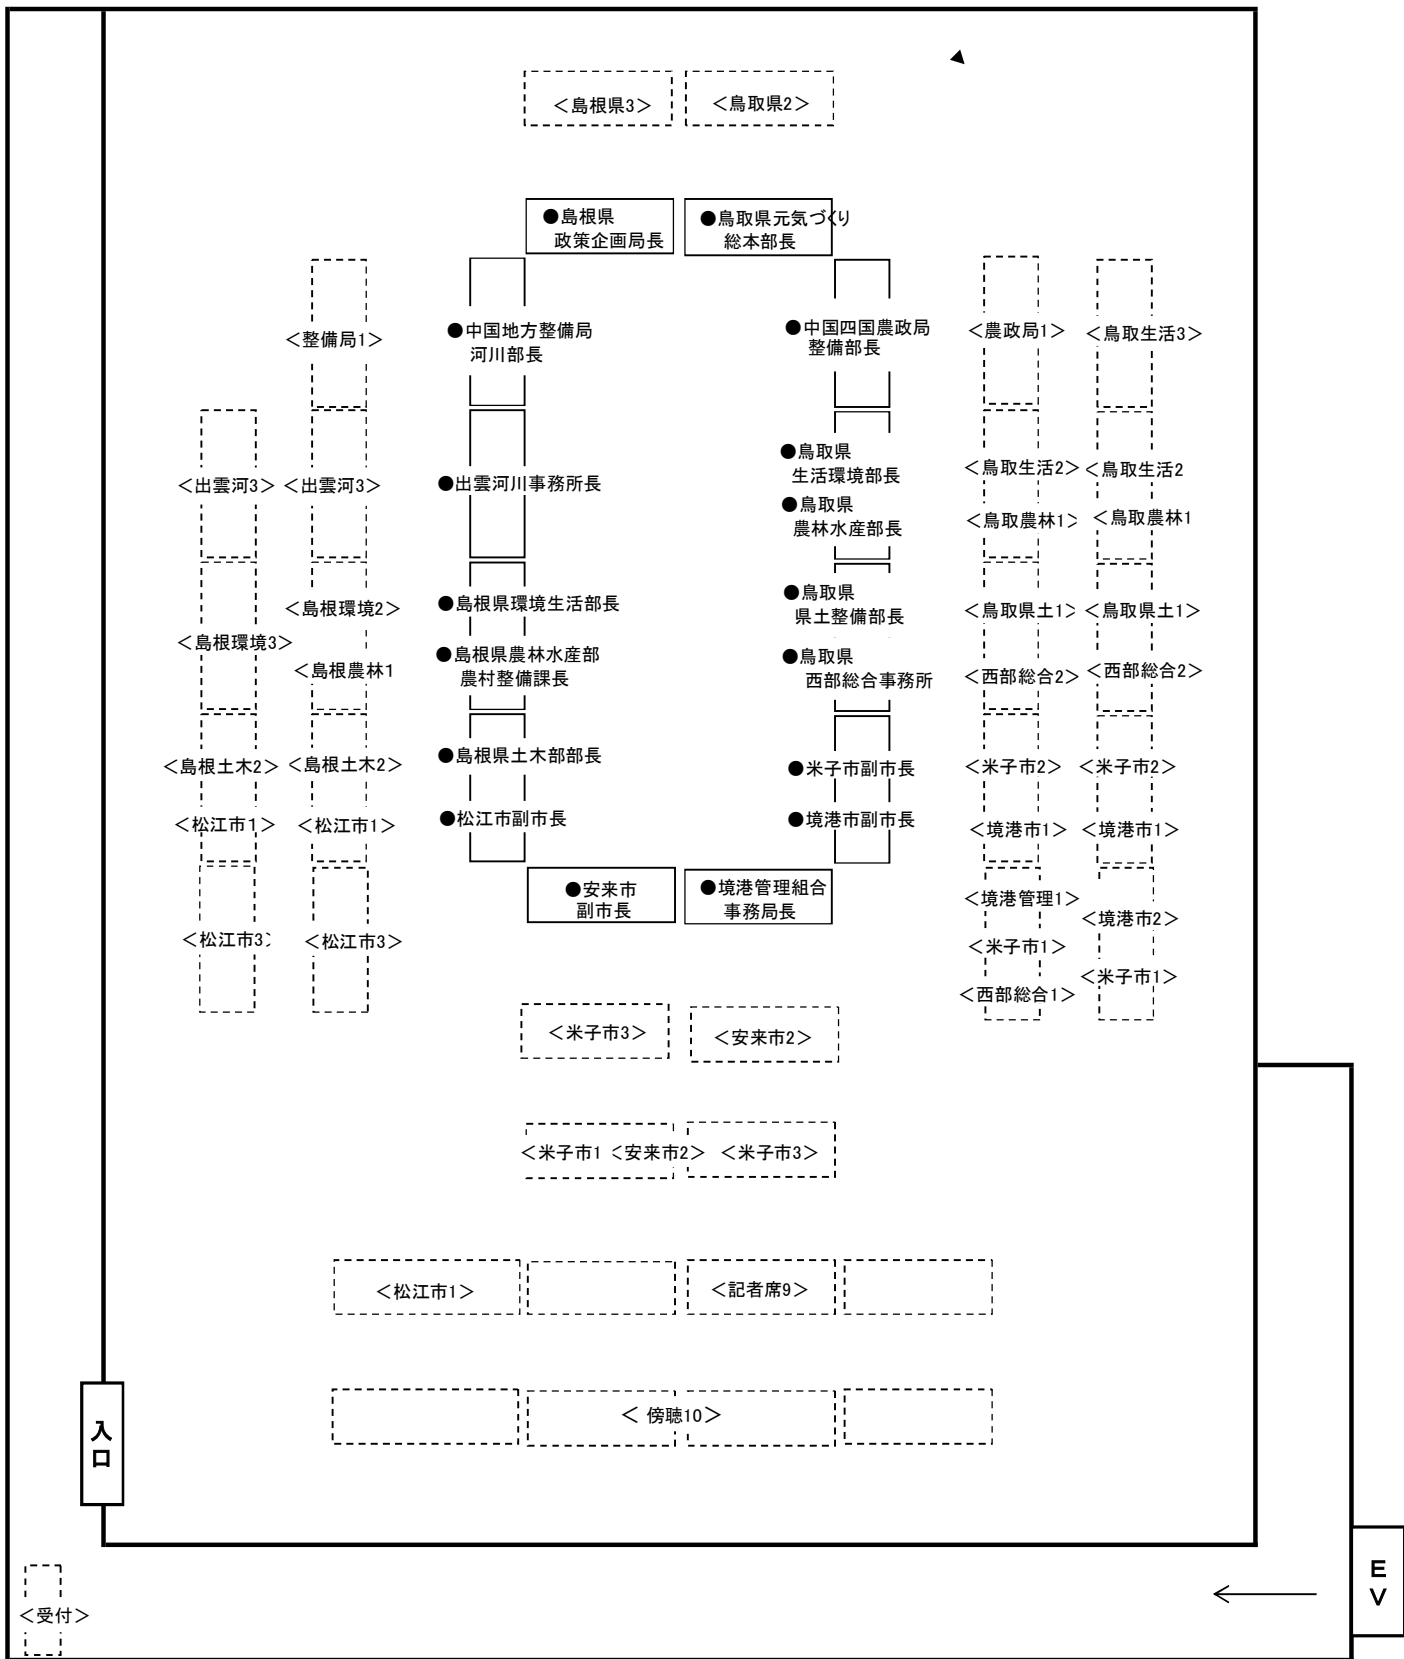 ＜島根県3＞ ＜鳥取県2＞
●島根県
政策企画局長
●鳥取県元気づくり
総本部長
＜整備局1＞
●中国地方整備局
河川部長
●中国四国農政局
整備部長
＜農政局1＞
＜鳥取生活3＞
＜出雲河3＞
＜出雲河3＞
●出雲河川事務所長
●鳥取県
生活環境部長
●鳥取県
農林水産部長
＜鳥取生活2＞
＜鳥取農林1＞
＜鳥取生活2
＜鳥取農林1
＜島根環境3＞
＜島根環境2＞
＜島根農林1
●島根県環境生活部長
●島根県農林水産部
農村整備課長
●鳥取県
県土整備部長
●鳥取県
西部総合事務所
＜鳥取県土1＞
＜西部総合2＞
＜鳥取県土1＞
＜西部総合2＞
＜島根土木2＞
＜松江市1＞
＜島根土木2＞
＜松江市1＞
●島根県土木部部長
●松江市副市長
●米子市副市長
●境港市副市長
＜米子市2＞
＜境港市1＞
＜米子市2＞
＜境港市1＞
＜松江市3＞
＜松江市3＞
●安来市
副市長
●境港管理組合
事務局長
＜境港管理1＞
＜米子市1＞
＜西部総合1＞
＜境港市2＞
＜米子市1＞
＜米子市3＞
＜安来市2＞
＜米子市1 ＜安来市2＞ ＜米子市3＞
＜松江市1＞
＜記者席9＞
＜ 傍聴10＞
入
口
E
V
＜受付＞